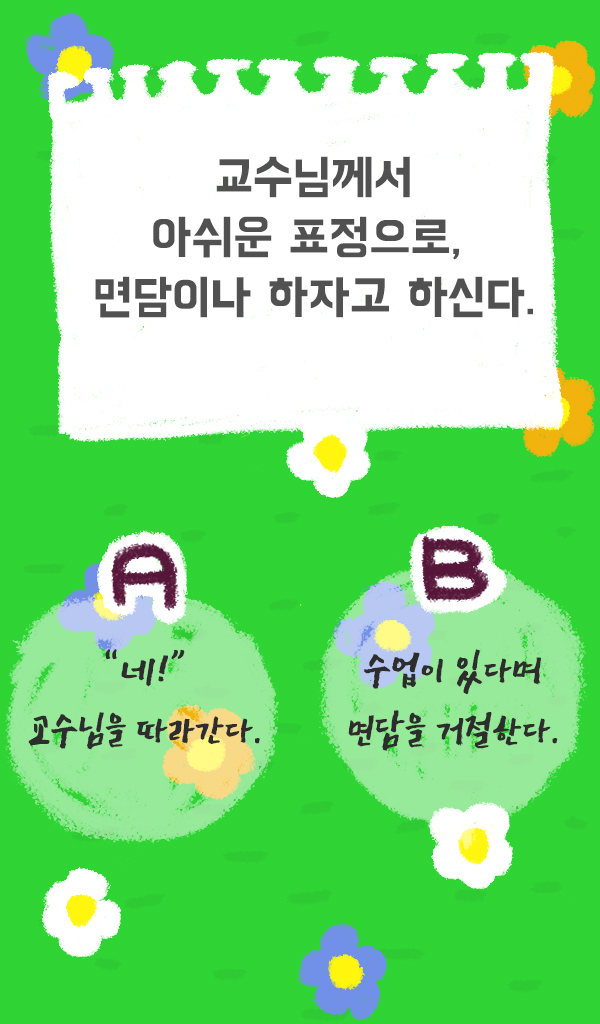 교수님께서
아쉬운 표정으로,
면담이나 하자고 하신다.
A
"네!"
교수님을 따라간다.
B
수업이 있다며
면담을 거절한다.